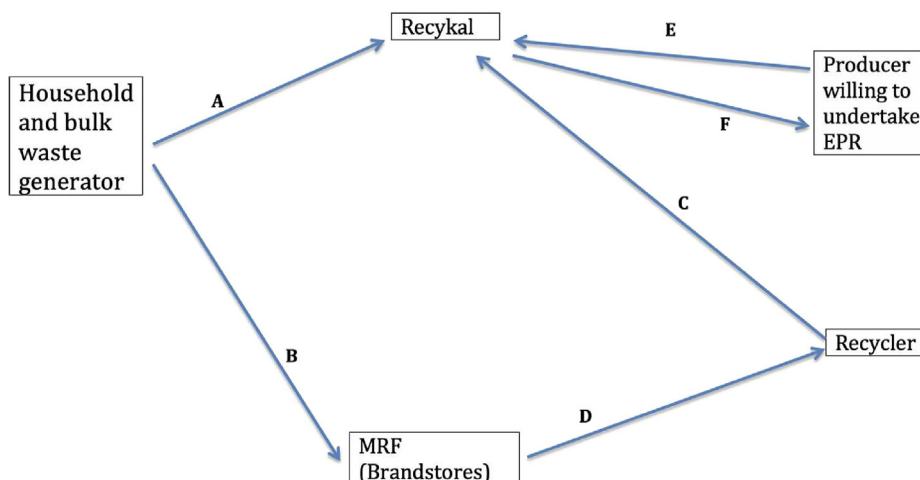 Recykal
E
Household
and bulk
waste
generator
A
Producer
willing to
undertake
EPR
F
C
Recycler
B
D
MRF
(Brandstores)